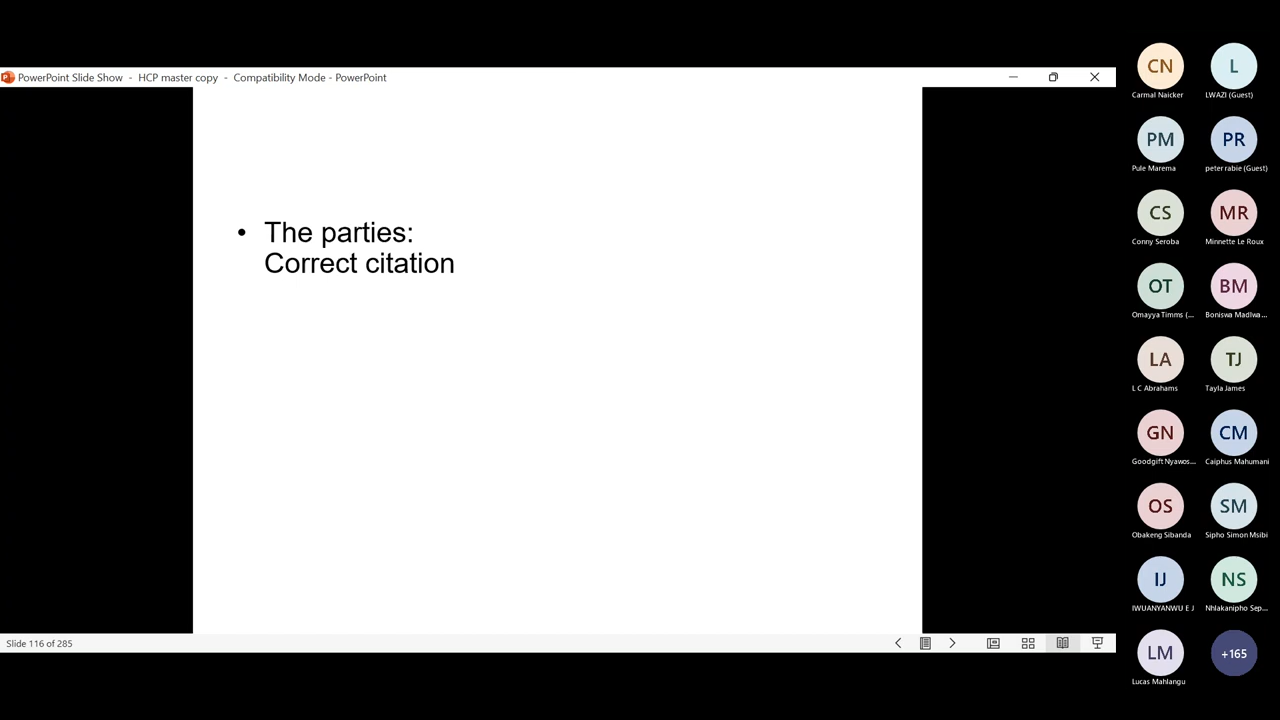 PowerPoint Slide Show - HCP master copy - Compatibility Mode - PowerPoint
• The parties:
Correct citation
Slide 116 of 285
CN
L
Carmal Naicker
LWAZI (Guest)
PM
PR
Pule Marema
peter rabie (Guest)
CS
MR
Conny Seroba
Minnette Le Roux
OT
BM
Omayya Timms (...
Boniswa Madlwa...
LA
TJ
L C Abrahams
Tayla James
GN
CM
Goodgift Nyawos...
Caiphus Mahumani
OS
SM
Obakeng Sibanda
Sipho Simon Msibi
IJ
NS
IWUANYANWU E J
Nhlakanipho Sep...
LM
+165
Lucas Mahlangu